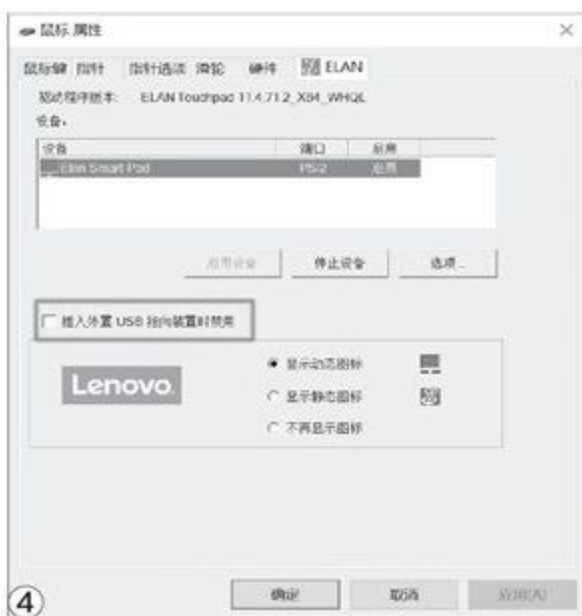 鼠标 属性
鼠标键 指针 指针选项 滑轮 硬件 ELAN
驱动程序版本: ELAN Touchpad 11.4.71.2_X64_WHQL
设备:
设备 端口 启用
Elan Smart Pad PS/2 启用
启用设备 停止设备 选项...
插入外置 USB 指向装置时禁用
Lenovo
显示动态图标
显示静态图标
不再显示图标
④
确定 取消 应用(A)